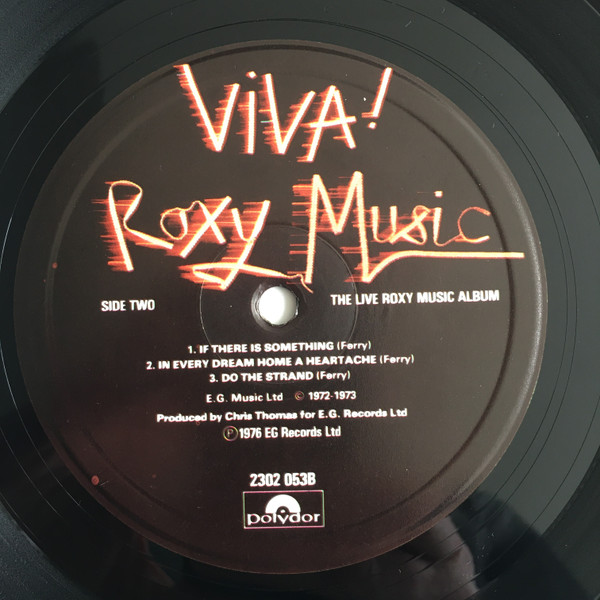 ViVA!
Roxy Music
SIDE TWO
THE LIVE ROXY MUSIC ALBUM
1. IF THERE IS SOMETHING (Ferry)
2. IN EVERY DREAM HOME A HEARTACHE (Ferry)
3. DO THE STRAND (Ferry)
E.G. Music Ltd © 1972-1973
Produced by Chris Thomas for E.G. Records Ltd
℗1976 EG Records Ltd
2302 053B
polydor